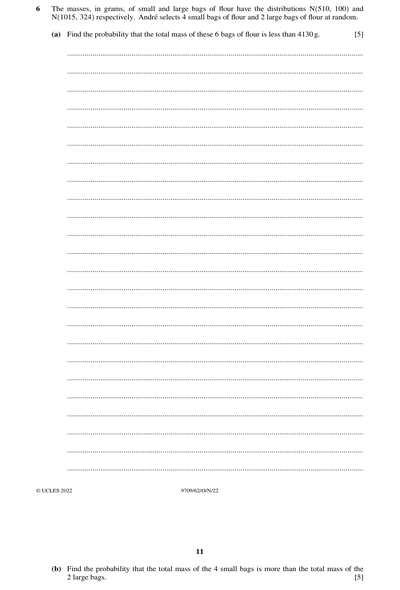 6 The masses, in grams, of small and large bags of flour have the distributions N(510, 100) and
N(1015, 324) respectively. André selects 4 small bags of flour and 2 large bags of flour at random.
(a) Find the probability that the total mass of these 6 bags of flour is less than 4130 g. [5]
© UCLES 2022 9709/62/O/N/22
11
(b) Find the probability that the total mass of the 4 small bags is more than the total mass of the
2 large bags. [5]